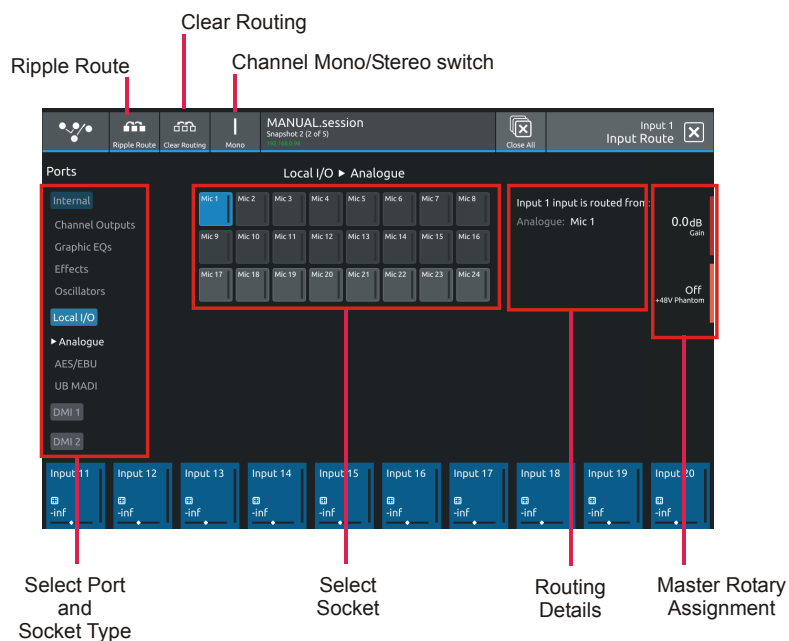 Clear Routing
Ripple Route
Channel Mono/Stereo switch
Ripple Route
Clear Routing
Mono
MANUAL.session
Snapshot 2 (2 of 5)
192.168.0.99
Close All
Input 1
Input Route
Ports
Local I/O ► Analogue
Internal
Channel Outputs
Graphic EQs
Effects
Oscillators
Local I/O
► Analogue
AES/EBU
UB MADI
DMI 1
DMI 2
Mic 1 Mic 2 Mic 3 Mic 4 Mic 5 Mic 6 Mic 7 Mic 8
Mic 9 Mic 10 Mic 11 Mic 12 Mic 13 Mic 14 Mic 15 Mic 16
Mic 17 Mic 18 Mic 19 Mic 20 Mic 21 Mic 22 Mic 23 Mic 24
Input 1 input is routed from:
Analogue: Mic 1
0.0dB
Gain
Off
+48V Phantom
Input 11 Input 12 Input 13 Input 14 Input 15 Input 16 Input 17 Input 18 Input 19 Input 20
-inf -inf -inf -inf -inf -inf -inf -inf -inf -inf
Select Port
and
Socket Type
Select
Socket
Routing
Details
Master Rotary
Assignment